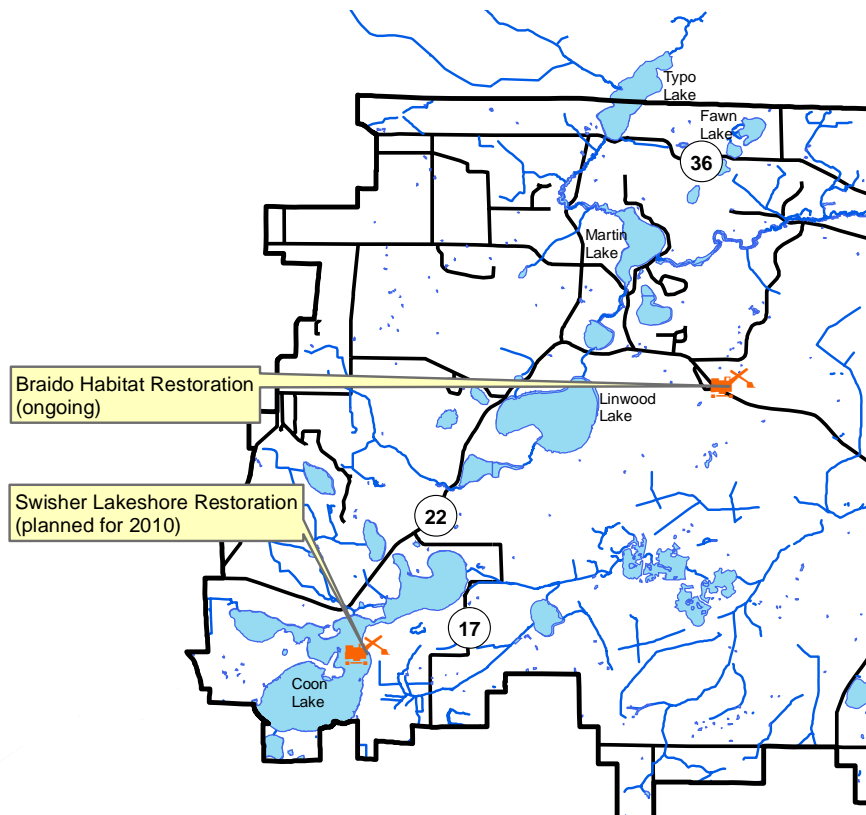 Typo
Lake
Fawn
Lake
36
Martin
Lake
Braido Habitat Restoration
(ongoing)
Linwood
Lake
Swisher Lakeshore Restoration
(planned for 2010)
22
17
Coon
Lake